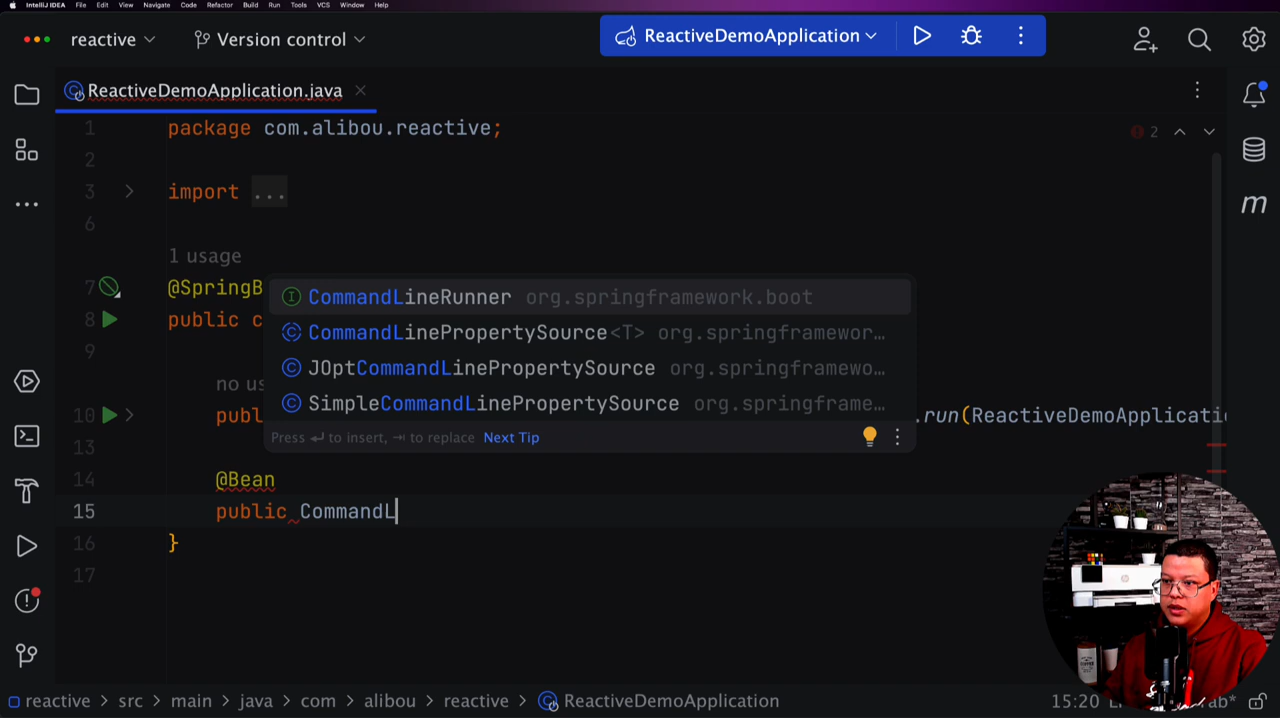 IntelliJ IDEA File Edit View Navigate Code Refactor Build Run Tools VCS Window Help
reactive Version control ReactiveDemoApplication
ReactiveDemoApplication.java
1 package com.alibou.reactive; 2
2
3 import ...
6
1 usage
7 @SpringB
CommandLineRunner org.springframework.boot
8 public c
CommandLinePropertySource<T> org.springframewor…
9
JOptCommandLinePropertySource org.springframewo…
no us
SimpleCommandLinePropertySource org.springframe…
10 publ .run(ReactiveDemoApplicatio
Press ↵ to insert, ⇥ to replace Next Tip
13
14 @Bean
15 public CommandL
16 }
17
reactive > src > main > java > com > alibou > reactive > ReactiveDemoApplication 15:20